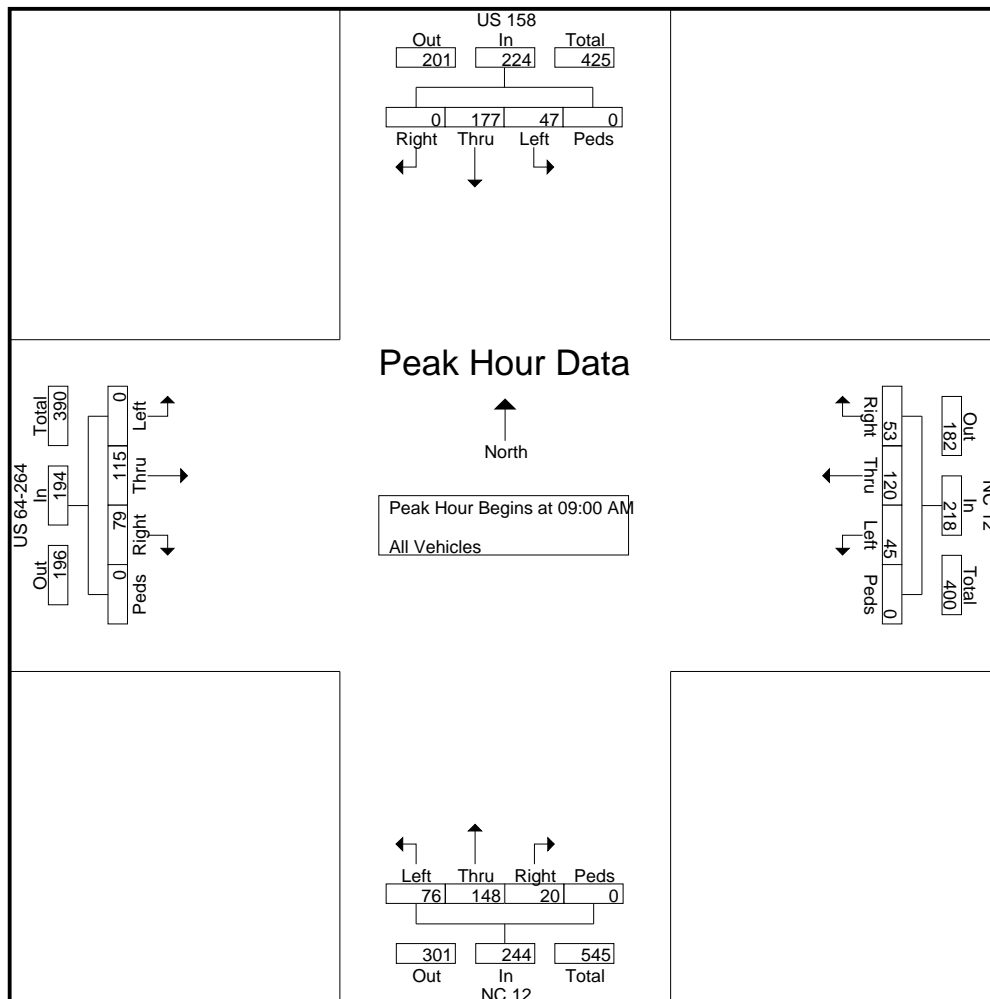 US 158
Out In Total
201 224 425
0 177 47 0
Right Thru Left Peds
Peak Hour Data
North
Peak Hour Begins at 09:00 AM
All Vehicles
US 64-264
Total In Out
390 194 196
0 115 79 0
Left Thru Right Peds
Right Thru Left Peds
53 120 45 0
Out In Total
182 218 400
NC 12
Left Thru Right Peds
76 148 20 0
301 244 545
Out In Total
NC 12